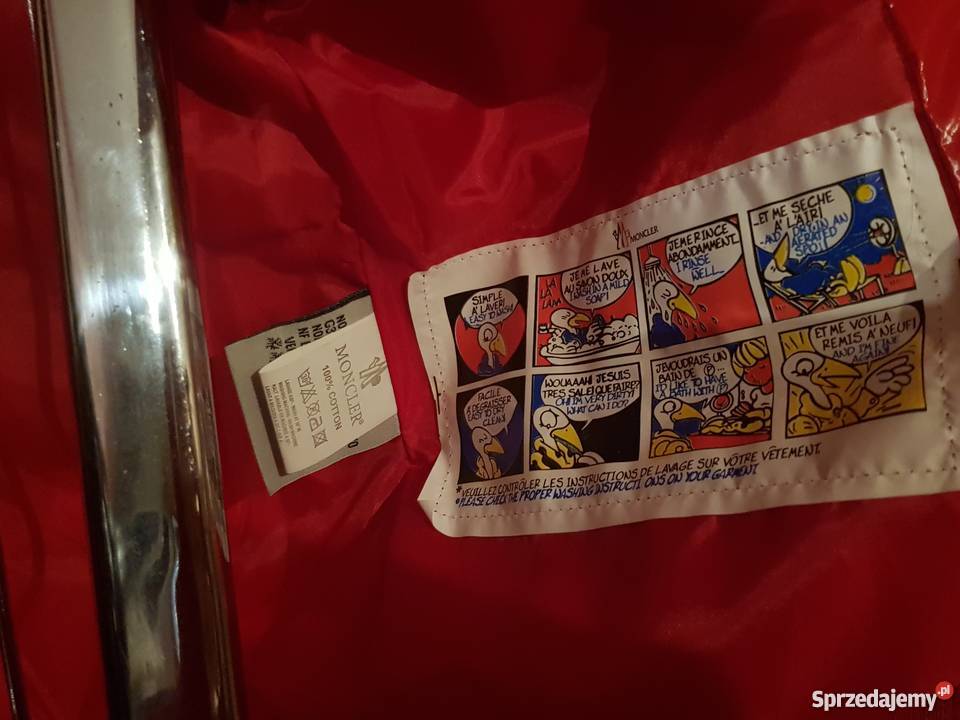 MONCLER
SIMPLE
À LAVER!
EASY TO WASH!
LA
LA
LALA
JE ME LAVE
AU SAVON DOUX
I WASH IN A MILD
SOAP!
JE ME RINCE
ABONDAMMENT...
I RINSE
WELL...
..ET ME SECHE
A' L'AIR!
..AND I DRY IN AN
AERATED
SPOT!
FACILE
A DEGRAISSER
EASY TO DRY
CLEAN!
WOUAAAH! JE SUIS
TRES SALE! QUE FAIRE?
OH! I'M VERY DIRTY!
WHAT CAN I DO?
J'BIOUDRAIS UN
BAIN DE (P)...
I'D LIKE TO HAVE
A BATH WITH (P)!
ET ME VOILA
REMIS A' NEUF!
AND I'M FINE
AGAIN!
*VEUILLEZ CONTRÔLER LES INSTRUCTIONS DE LAVAGE SUR VÔTRE VÊTEMENT.
*PLEASE CHECK THE PROPER WASHING INSTRUCTIONS ON YOUR GARMENT
MONCLER
100% COTTON
Sprzedajemy.pl